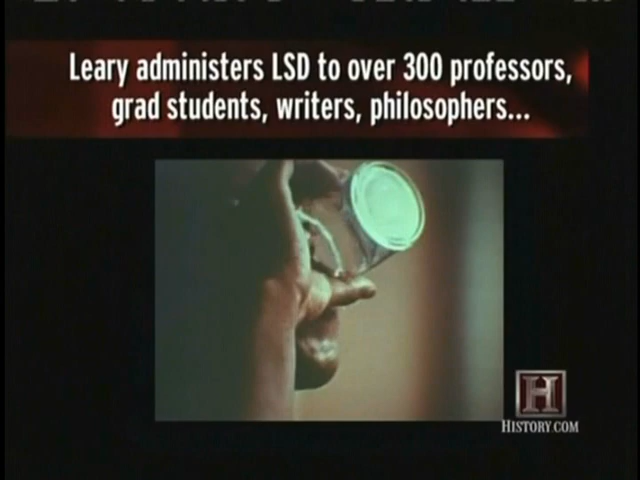 Leary administers LSD to over 300 professors,
grad students, writers, philosophers...
H
HISTORY.COM